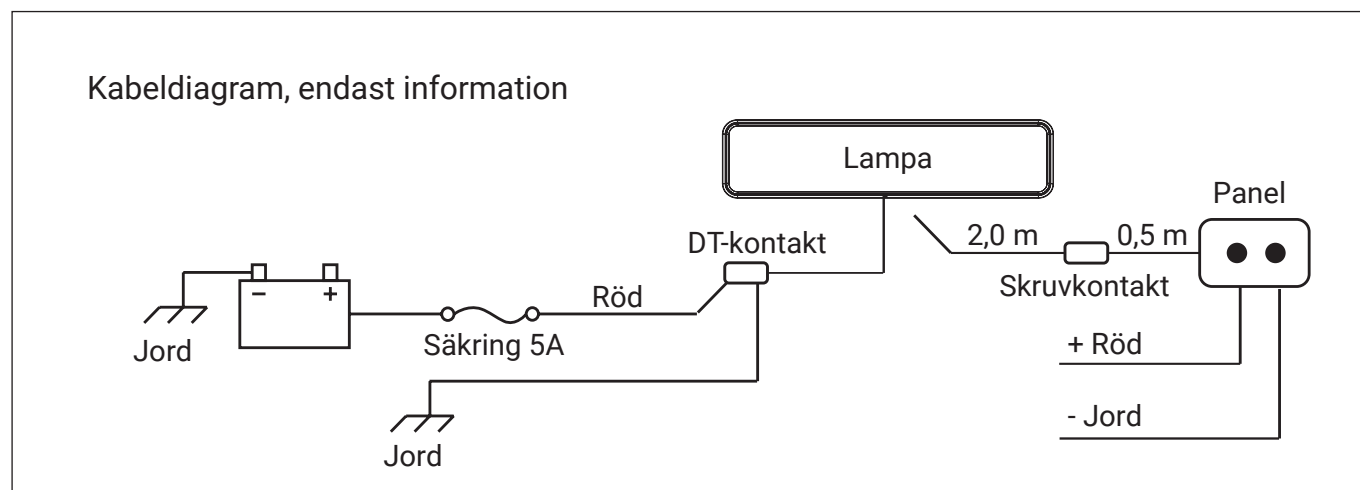 Kabeldiagram, endast information
Lampa
Panel
DT-kontakt
2,0 m
0,5 m
Skruvkontakt
– +
Röd
Säkring 5A
Jord
+ Röd
- Jord
Jord